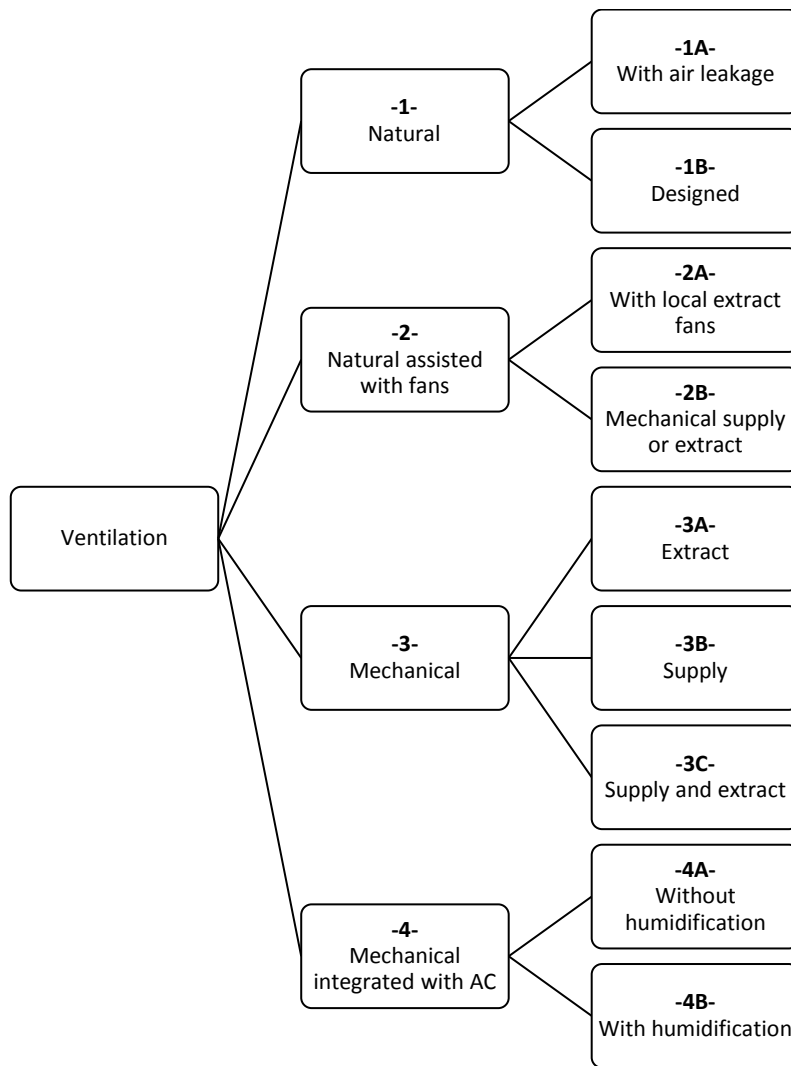 Ventilation
-1-
Natural
-1A-
With air leakage
-1B-
Designed
-2-
Natural assisted
with fans
-2A-
With local extract
fans
-2B-
Mechanical supply
or extract
-3-
Mechanical
-3A-
Extract
-3B-
Supply
-3C-
Supply and extract
-4-
Mechanical
integrated with AC
-4A-
Without
humidification
-4B-
With humidification